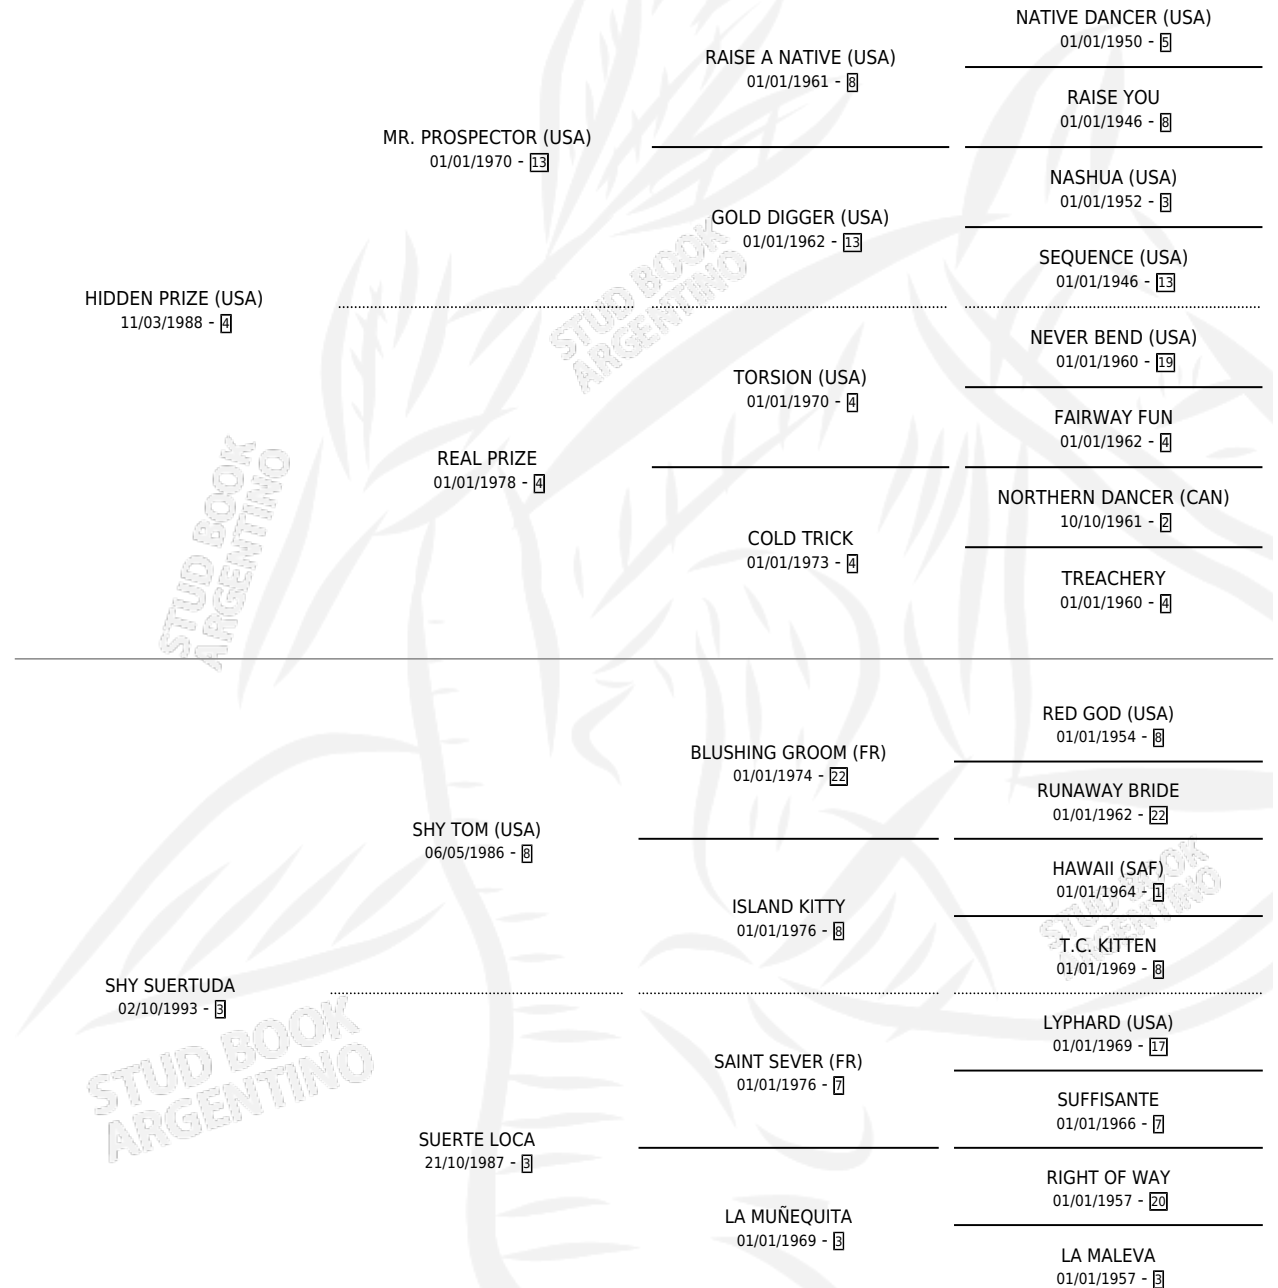 HIDDEN PRIZE (USA)
11/03/1988 - 4
MR. PROSPECTOR (USA)
01/01/1970 - 13
RAISE A NATIVE (USA)
01/01/1961 - 8
NATIVE DANCER (USA)
01/01/1950 - 5
RAISE YOU
01/01/1946 - 8
GOLD DIGGER (USA)
01/01/1962 - 13
NASHUA (USA)
01/01/1952 - 3
SEQUENCE (USA)
01/01/1946 - 13
REAL PRIZE
01/01/1978 - 4
TORSION (USA)
01/01/1970 - 4
NEVER BEND (USA)
01/01/1960 - 19
FAIRWAY FUN
01/01/1962 - 4
COLD TRICK
01/01/1973 - 4
NORTHERN DANCER (CAN)
10/10/1961 - 2
TREACHERY
01/01/1960 - 4
SHY SUERTUDA
02/10/1993 - 3
SHY TOM (USA)
06/05/1986 - 8
BLUSHING GROOM (FR)
01/01/1974 - 22
RED GOD (USA)
01/01/1954 - 8
RUNAWAY BRIDE
01/01/1962 - 22
ISLAND KITTY
01/01/1976 - 8
HAWAII (SAF)
01/01/1964 - 1
T.C. KITTEN
01/01/1969 - 8
SUERTE LOCA
21/10/1987 - 3
SAINT SEVER (FR)
01/01/1976 - 7
LYPHARD (USA)
01/01/1969 - 17
SUFFISANTE
01/01/1966 - 7
LA MUÑEQUITA
01/01/1969 - 3
RIGHT OF WAY
01/01/1957 - 20
LA MALEVA
01/01/1957 - 3
STUD BOOK
ARGENTINO
STUD BOOK
ARGENTINO
STUD BOOK
ARGENTINO
STUD BOOK
ARGENTINO